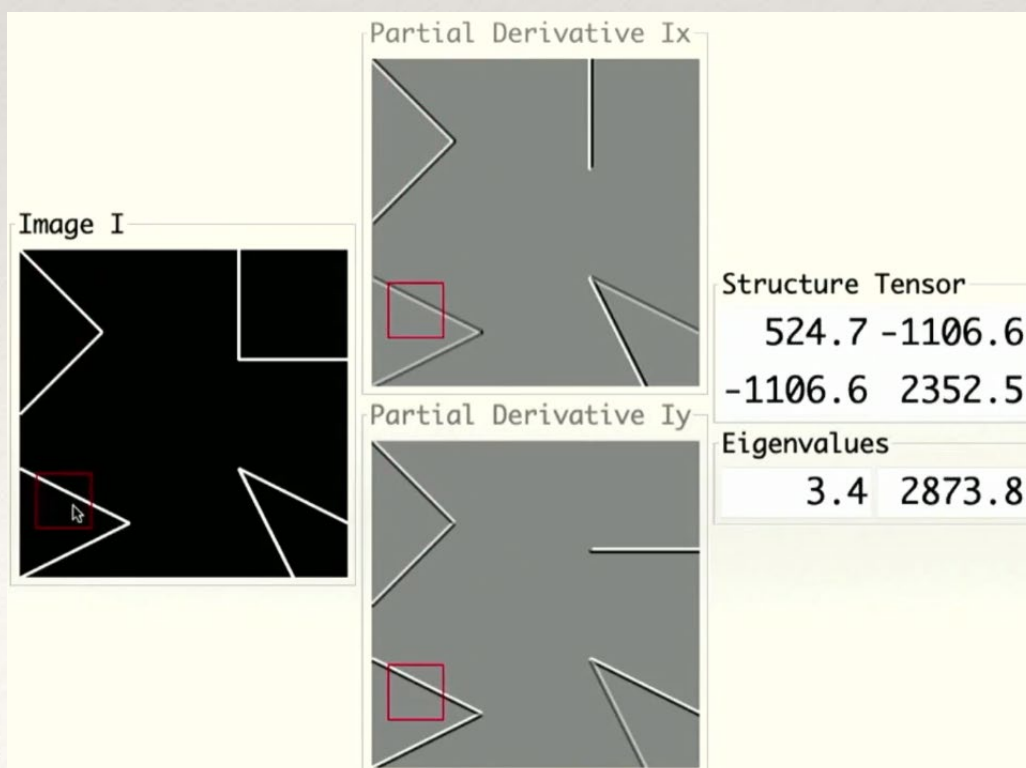 Partial Derivative Ix
Image I
Structure Tensor
524.7 -1106.6
-1106.6 2352.5
Partial Derivative Iy
Eigenvalues
3.4 2873.8